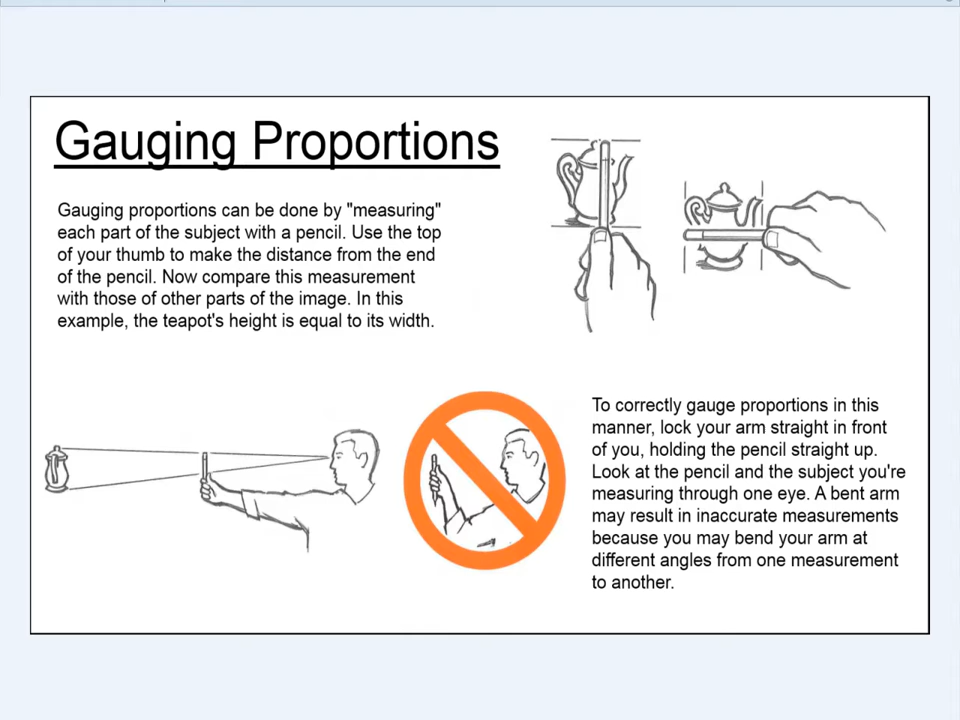 Gauging Proportions
Gauging proportions can be done by "measuring"
each part of the subject with a pencil. Use the top
of your thumb to make the distance from the end
of the pencil. Now compare this measurement
with those of other parts of the image. In this
example, the teapot's height is equal to its width.
To correctly gauge proportions in this
manner, lock your arm straight in front
of you, holding the pencil straight up.
Look at the pencil and the subject you're
measuring through one eye. A bent arm
may result in inaccurate measurements
because you may bend your arm at
different angles from one measurement
to another.